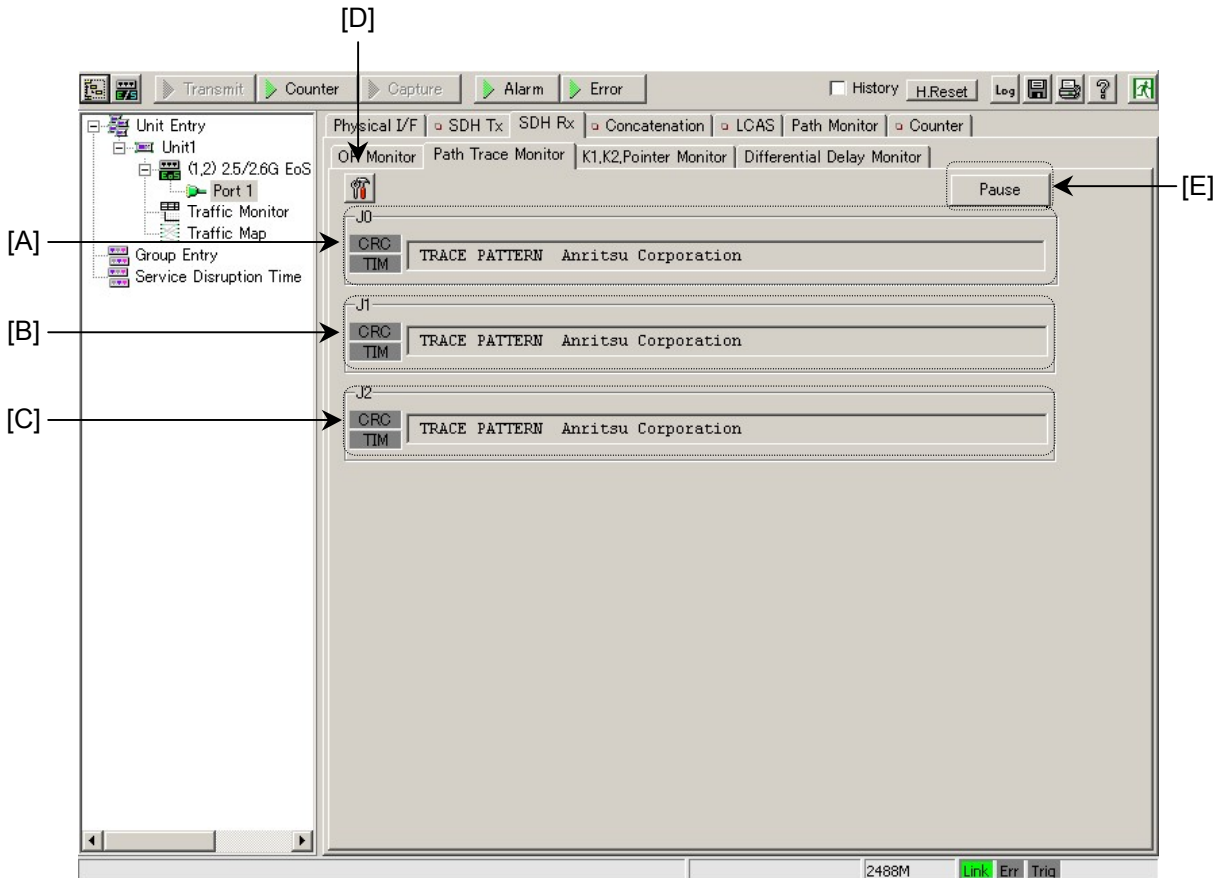 [D]
Transmit Counter Capture Alarm Error History H.Reset Log ?
Unit Entry
Unit1
(1,2) 2.5/2.6G EoS
Port 1
Traffic Monitor
Traffic Map
Group Entry
Service Disruption Time
Physical I/F SDH Tx SDH Rx Concatenation LCAS Path Monitor Counter
Monitor Path Trace Monitor K1,K2,Pointer Monitor Differential Delay Monitor
Pause
[E]
[A]
J0
CRC
TIM
TRACE PATTERN Anritsu Corporation
[B]
J1
CRC
TIM
TRACE PATTERN Anritsu Corporation
[C]
J2
CRC
TIM
TRACE PATTERN Anritsu Corporation
2488M Link Err Trig